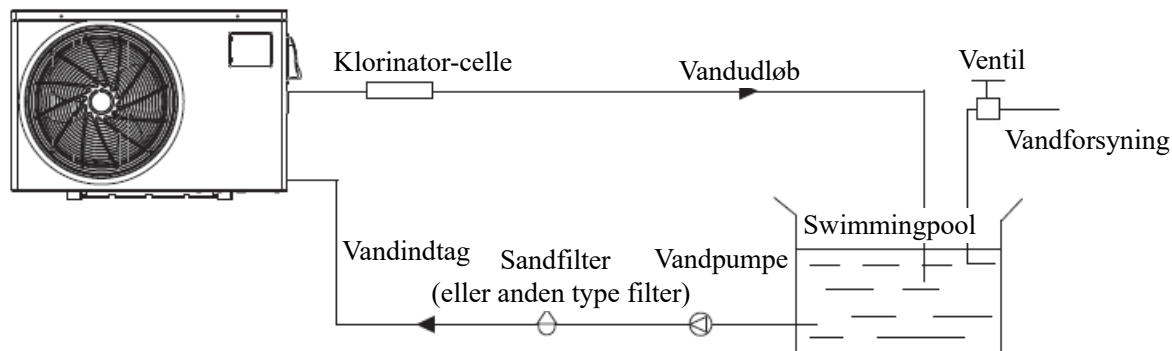 Klorinator-celle
Vandudløb
Ventil
Vandforsyning
Swimmingpool
Vandindtag
Sandfilter
(eller anden type filter)
Vandpumpe